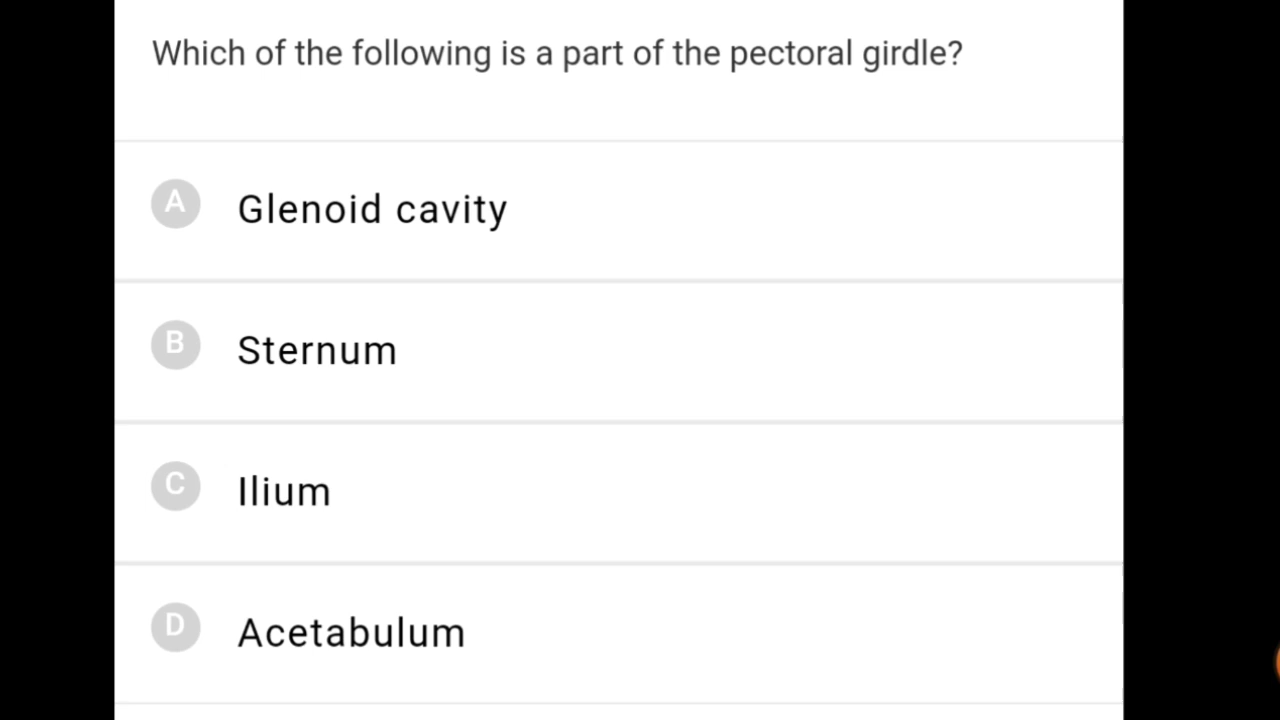 Which of the following is a part of the pectoral girdle?
A Glenoid cavity
B Sternum
C Ilium
D Acetabulum